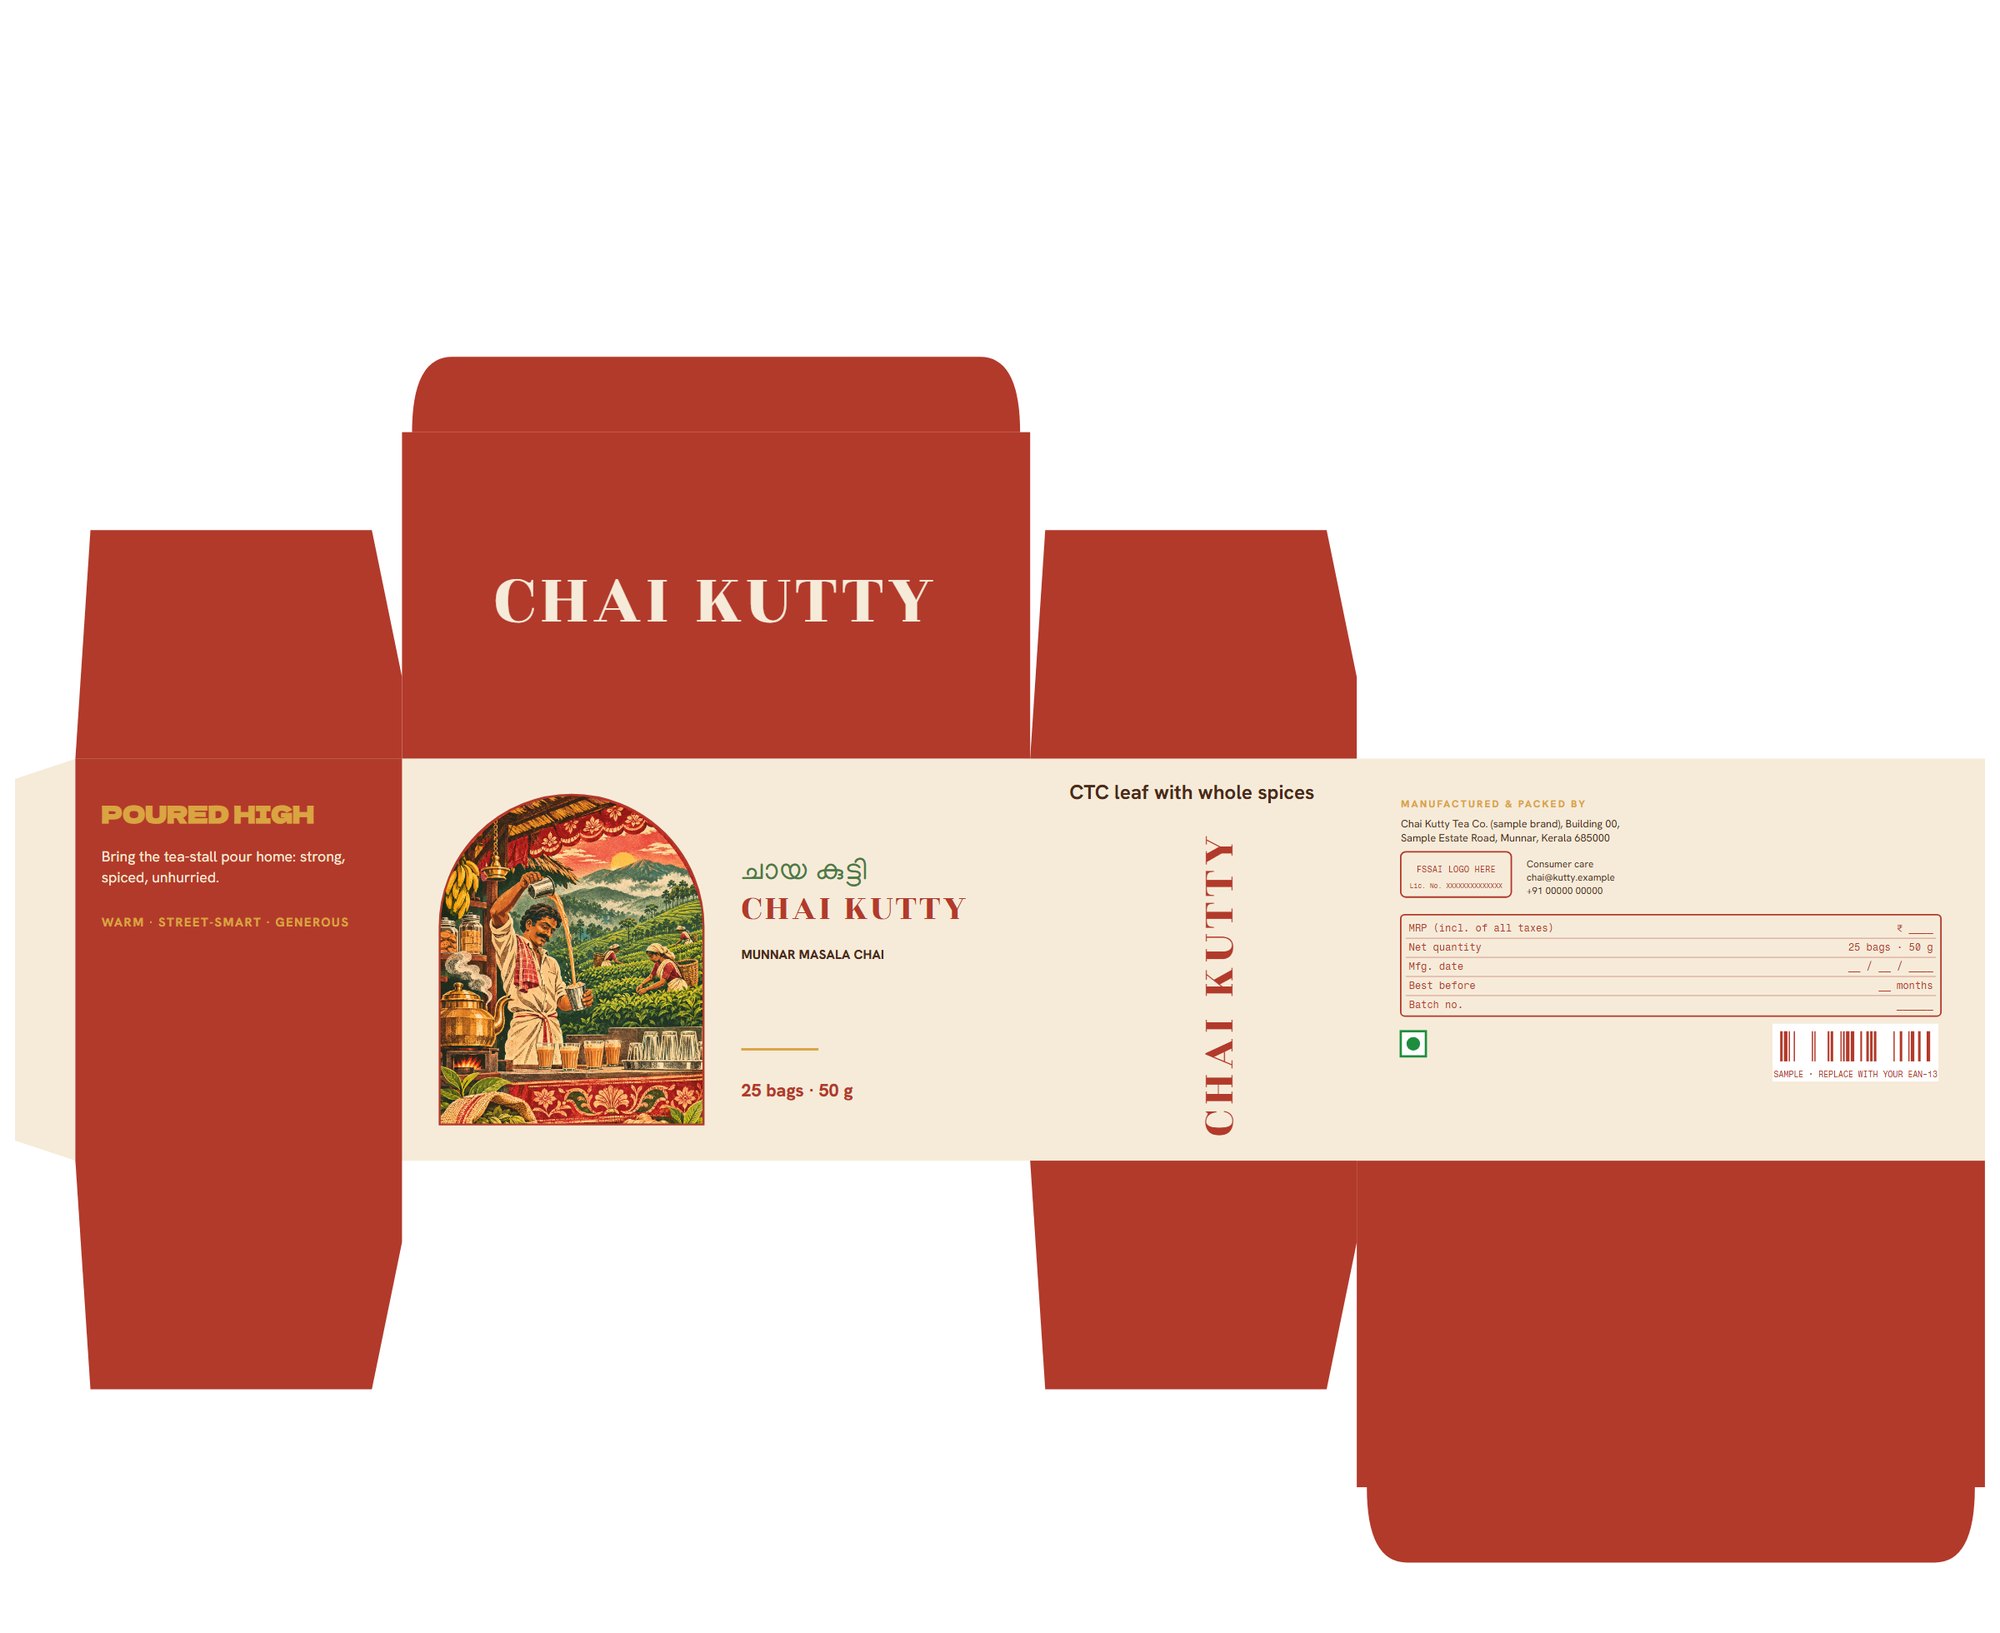 CHAI KUTTY
POURED HIGH
Bring the tea-stall pour home: strong,
spiced, unhurried.
WARM · STREET-SMART · GENEROUS
ചായ കുട്ടി
CHAI KUTTY
MUNNAR MASALA CHAI
25 bags · 50 g
CTC leaf with whole spices
CHAI KUTTY
MANUFACTURED & PACKED BY
Chai Kutty Tea Co. (sample brand), Building 00,
Sample Estate Road, Munnar, Kerala 685000
FSSAI LOGO HERE
Lic. No. XXXXXXXXXXXXXX
Consumer care
chai@kutty.example
+91 00000 00000
MRP (incl. of all taxes) ₹ ____
Net quantity 25 bags · 50 g
Mfg. date __ / __ / ____
Best before __ months
Batch no. ______
SAMPLE · REPLACE WITH YOUR EAN-13